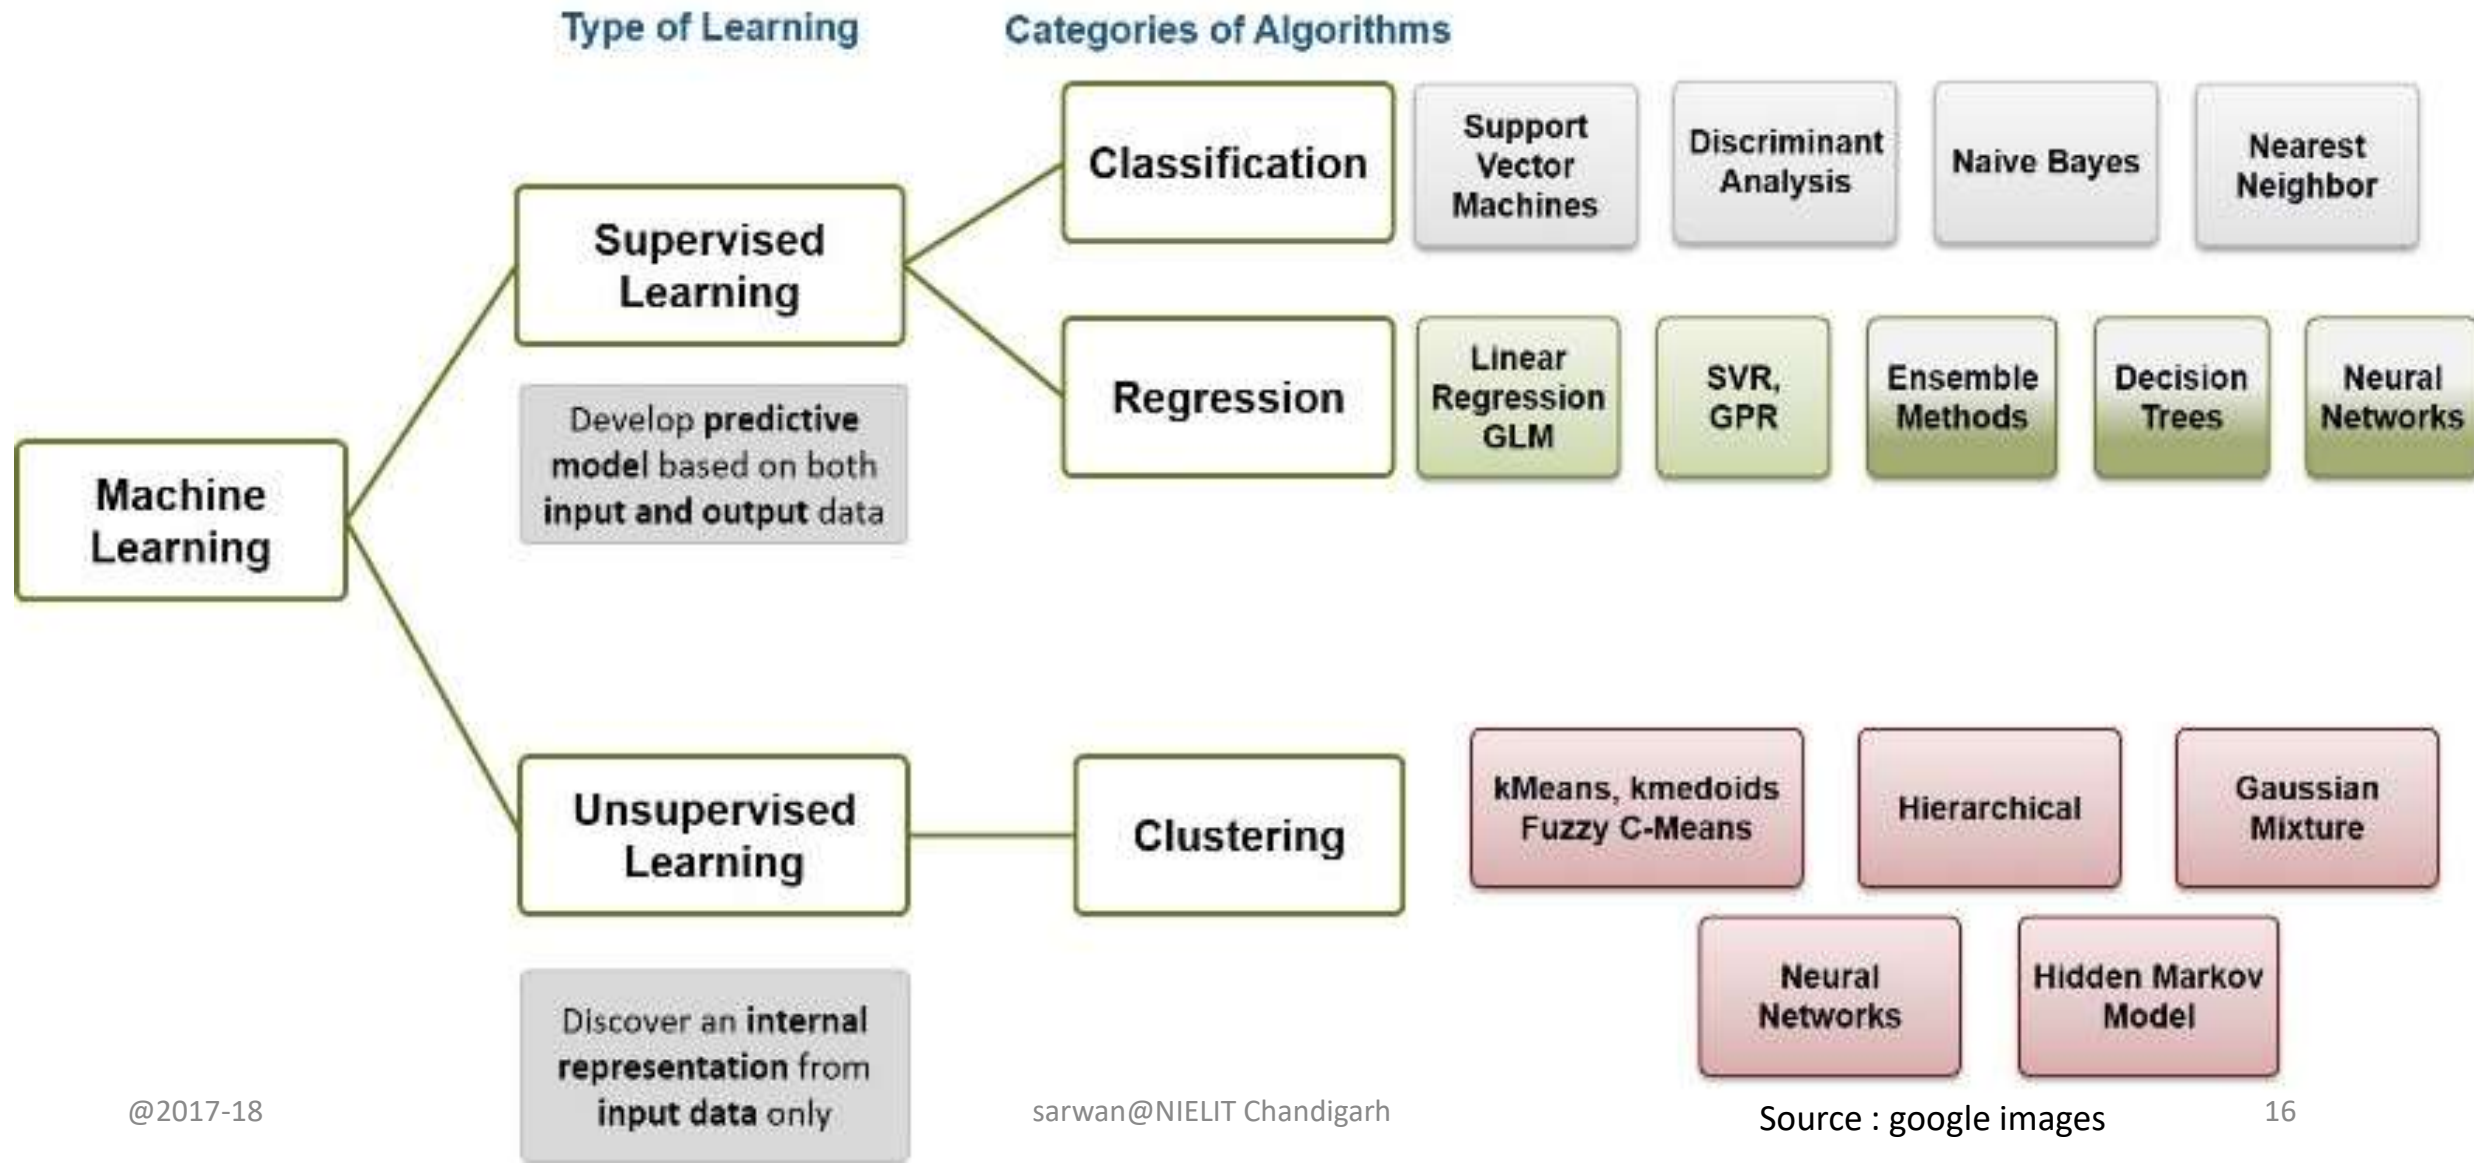 Type of Learning
Categories of Algorithms
Machine
Learning
Supervised
Learning
Develop predictive
model based on both
input and output data
Classification
Support
Vector
Machines
Discriminant
Analysis
Naive Bayes
Nearest
Neighbor
Regression
Linear
Regression
GLM
SVR,
GPR
Ensemble
Methods
Decision
Trees
Neural
Networks
Unsupervised
Learning
Discover an internal
representation from
input data only
Clustering
kMeans, kmedoids
Fuzzy C-Means
Hierarchical
Gaussian
Mixture
Neural
Networks
Hidden Markov
Model
@2017-18
sarwan@NIELIT Chandigarh
Source : google images
16